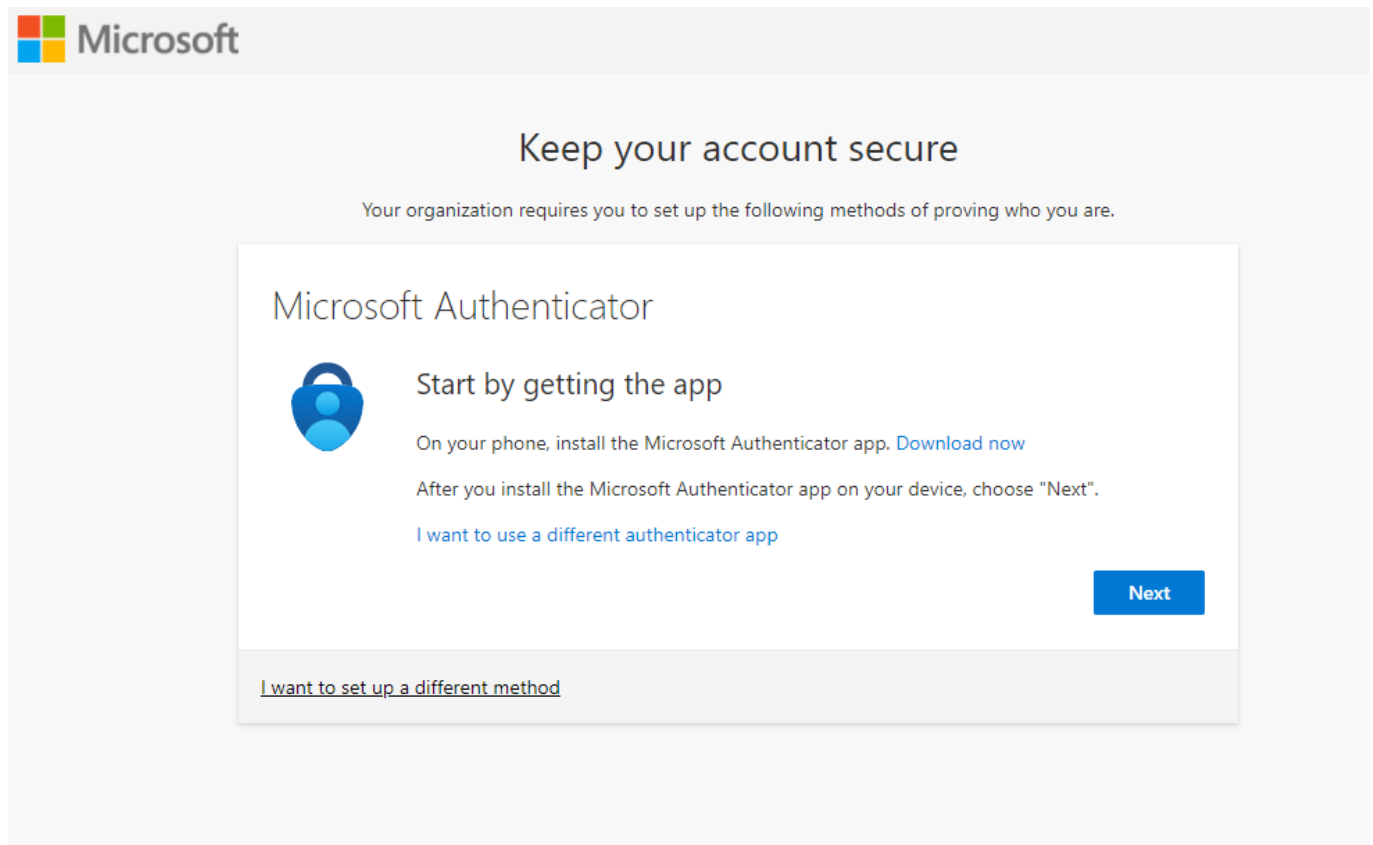 Microsoft
Keep your account secure
Your organization requires you to set up the following methods of proving who you are.
Microsoft Authenticator
Start by getting the app
On your phone, install the Microsoft Authenticator app. Download now
After you install the Microsoft Authenticator app on your device, choose "Next".
I want to use a different authenticator app
Next
I want to set up a different method